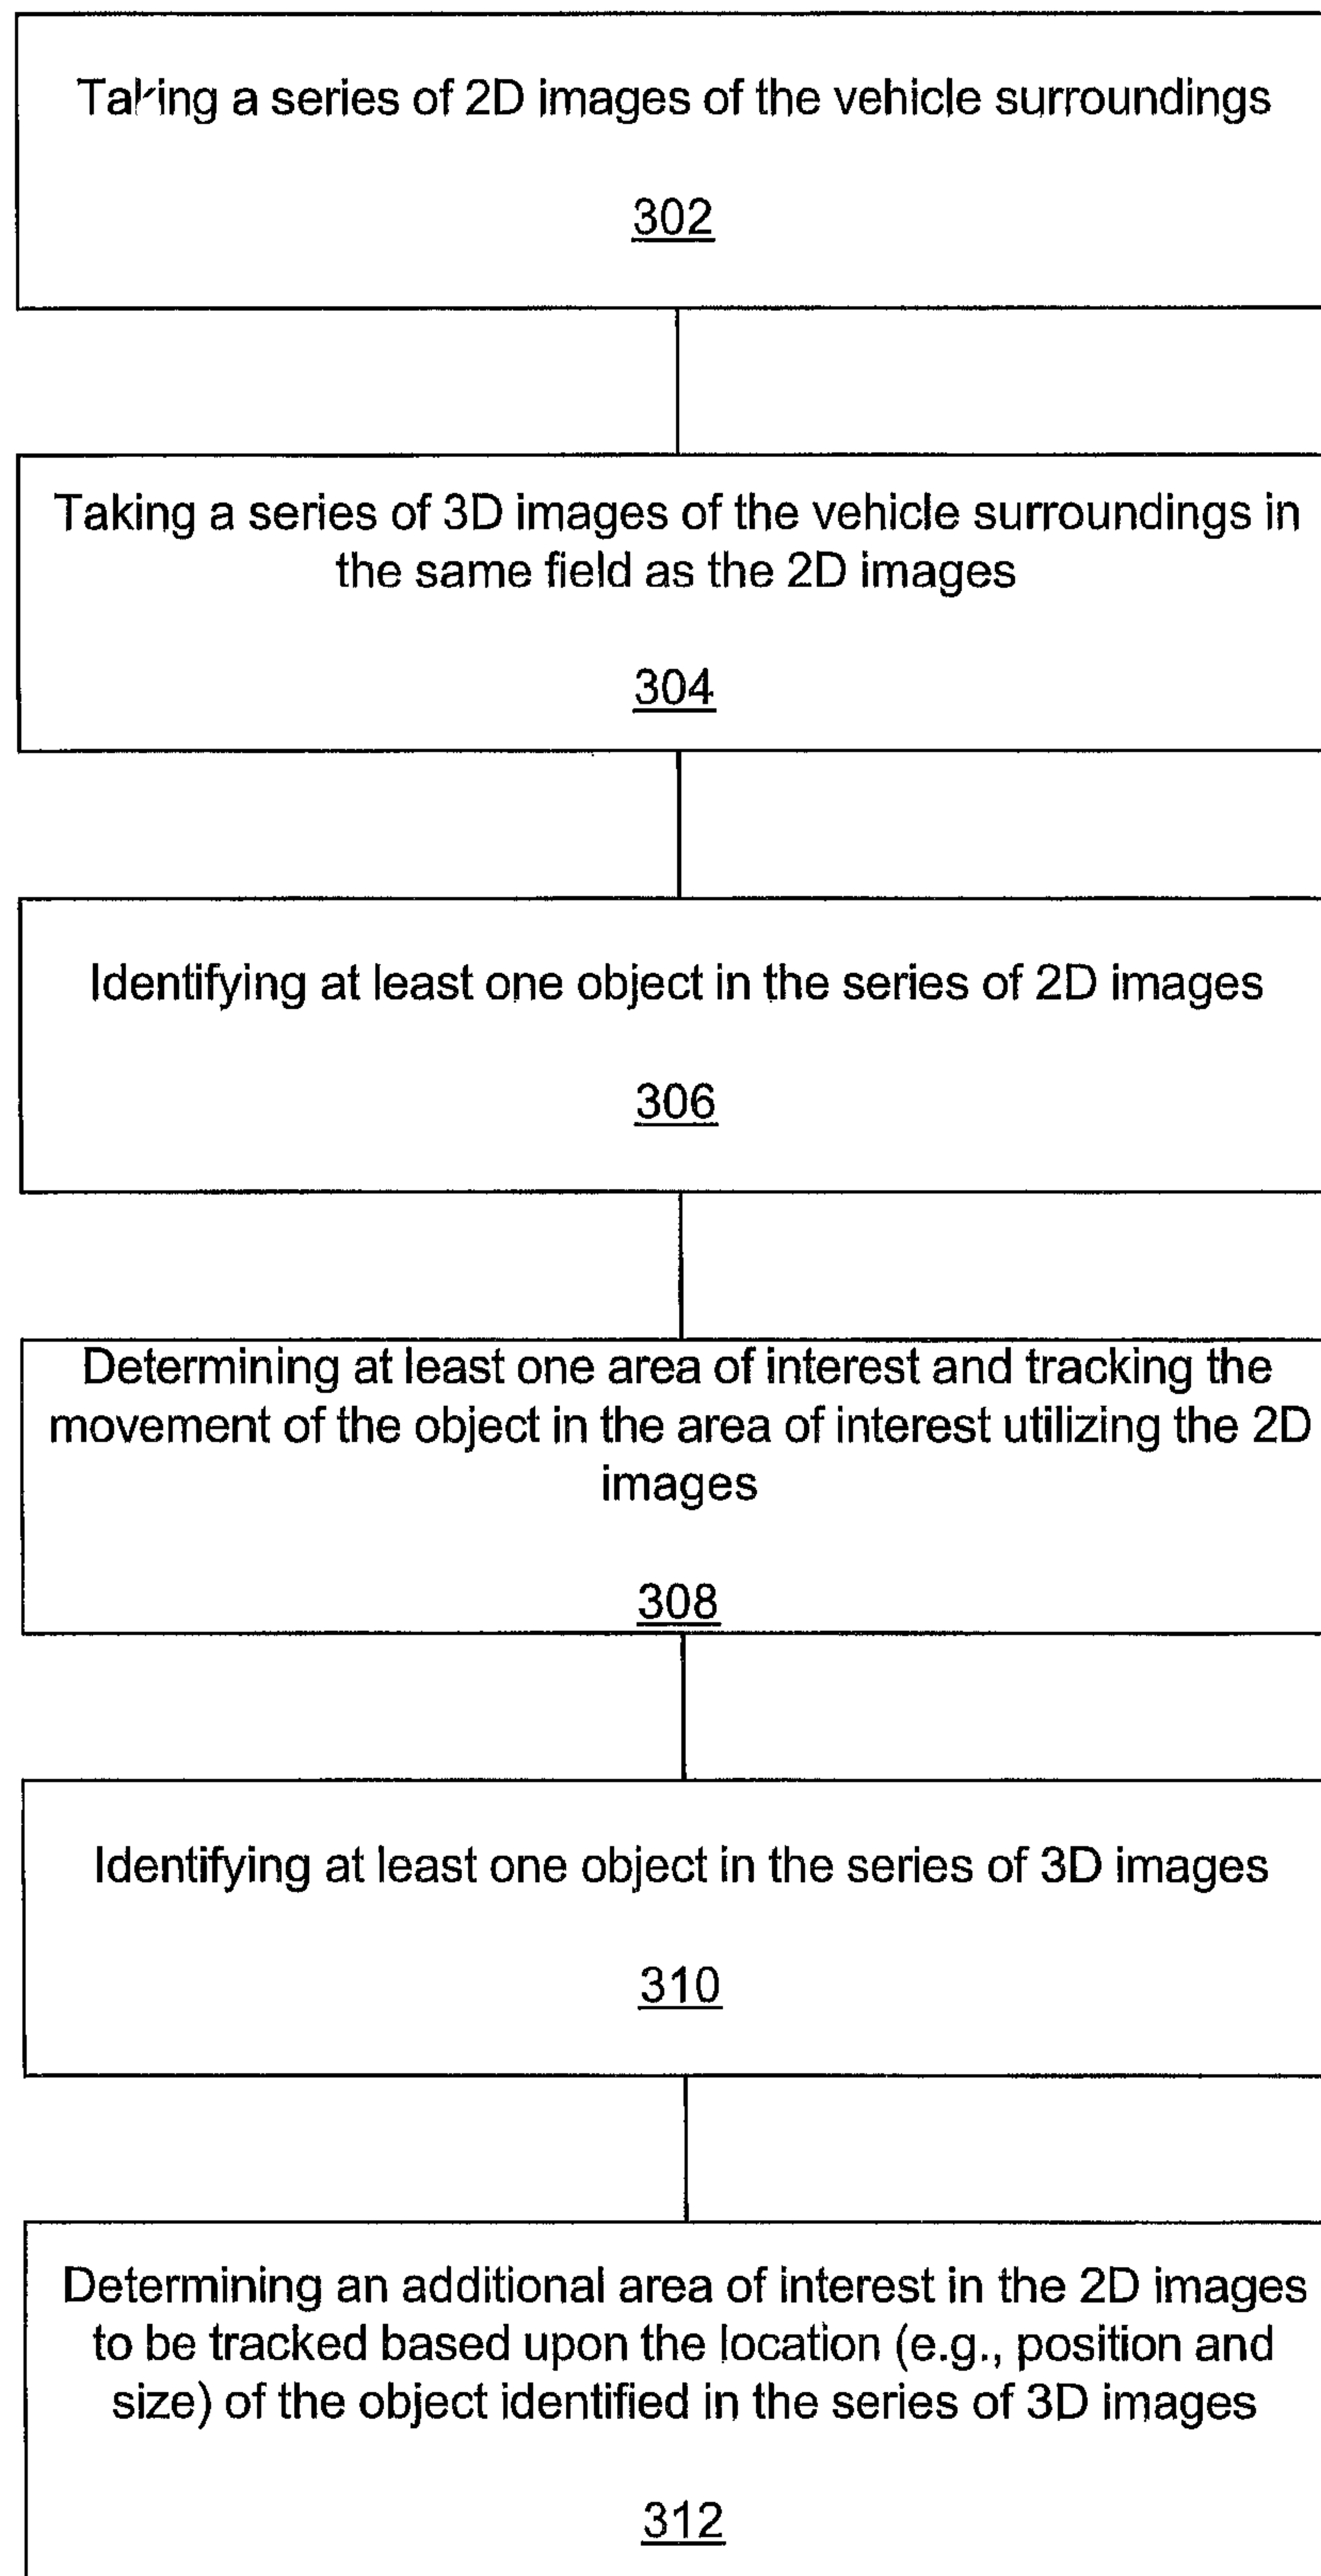 Taking a series of 2D images of the vehicle surroundings
302
Taking a series of 3D images of the vehicle surroundings in
the same field as the 2D images
304
Identifying at least one object in the series of 2D images
306
Determining at least one area of interest and tracking the
movement of the object in the area of interest utilizing the 2D
images
308
Identifying at least one object in the series of 3D images
310
Determining an additional area of interest in the 2D images
to be tracked based upon the location (e.g., position and
size) of the object identified in the series of 3D images
312